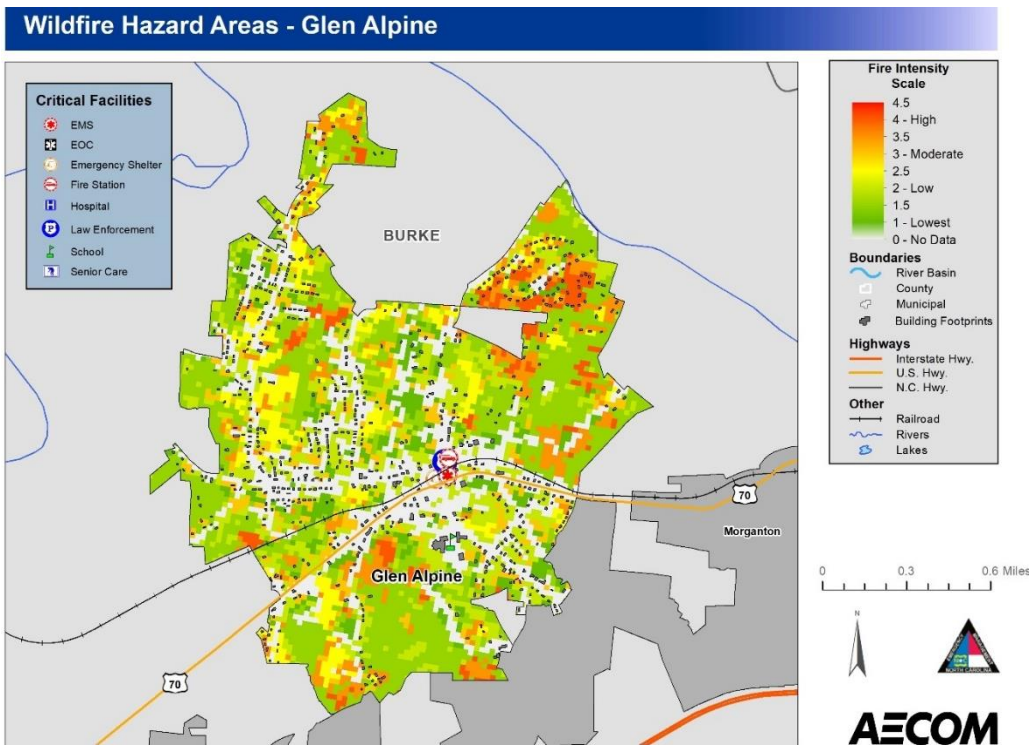 Wildfire Hazard Areas - Glen Alpine
Critical Facilities
EMS
EOC
Emergency Shelter
Fire Station
H Hospital
P Law Enforcement
School
Senior Care
BURKE
Glen Alpine
70
Morganton
70
Fire Intensity
Scale
4.5
4 - High
3.5
3 - Moderate
2.5
2 - Low
1.5
1 - Lowest
0 - No Data
Boundaries
River Basin
County
Municipal
Building Footprints
Highways
Interstate Hwy.
U.S. Hwy.
N.C. Hwy.
Other
Railroad
Rivers
Lakes
0 0.3 0.6 Miles
N
NORTH CAROLINA
AECOM